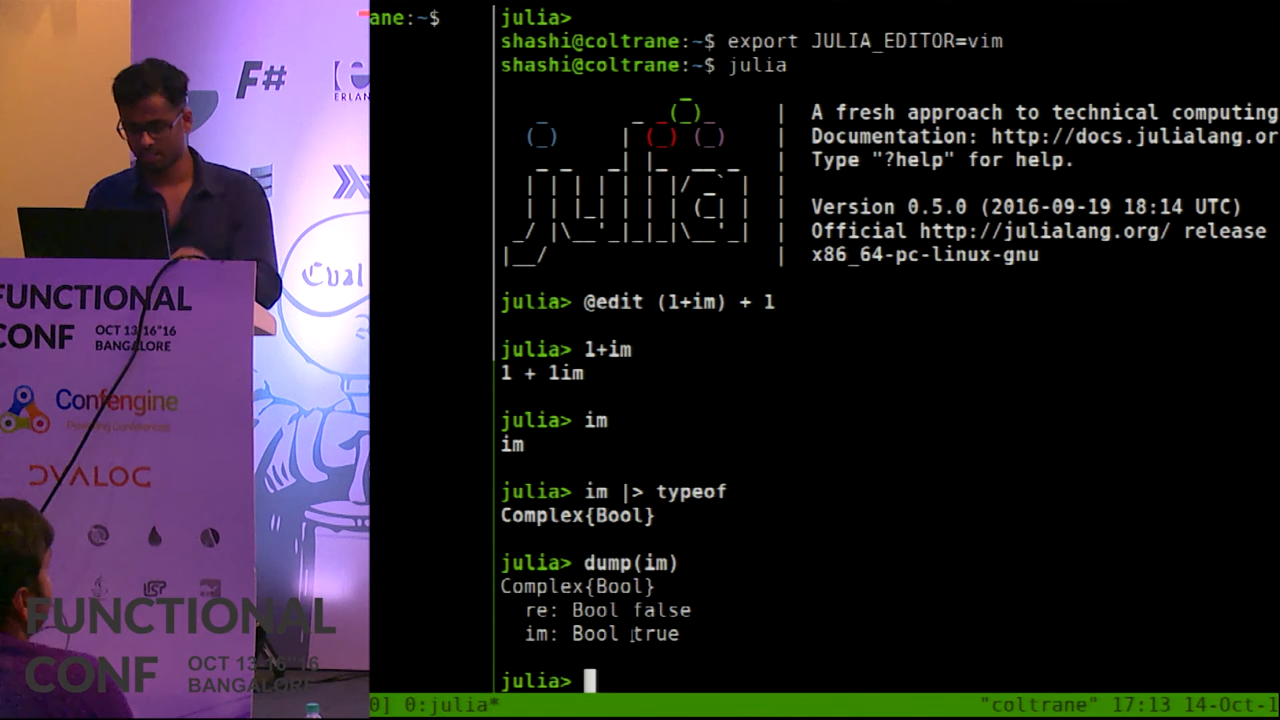 ane:~$
julia>
shashi@coltrane:~$ export JULIA_EDITOR=vim
shashi@coltrane:~$ julia
A fresh approach to technical computing
Documentation: http://docs.julialang.or
Type "?help" for help.
Version 0.5.0 (2016-09-19 18:14 UTC)
Official http://julialang.org/ release
x86_64-pc-linux-gnu
julia> @edit (1+im) + 1
julia> 1+im
1 + 1im
julia> im
im
julia> im |> typeof
Complex{Bool}
julia> dump(im)
Complex{Bool}
re: Bool false
im: Bool true
julia>
0] 0:julia*
"coltrane" 17:13 14-Oct-1
F#
ERLAN
FUNCTIONAL
CONF
OCT 13-16"16
BANGALORE
Confengine
DYALOG
FUNCTIONAL
CONF
OCT 13-16"16
BANGALORE